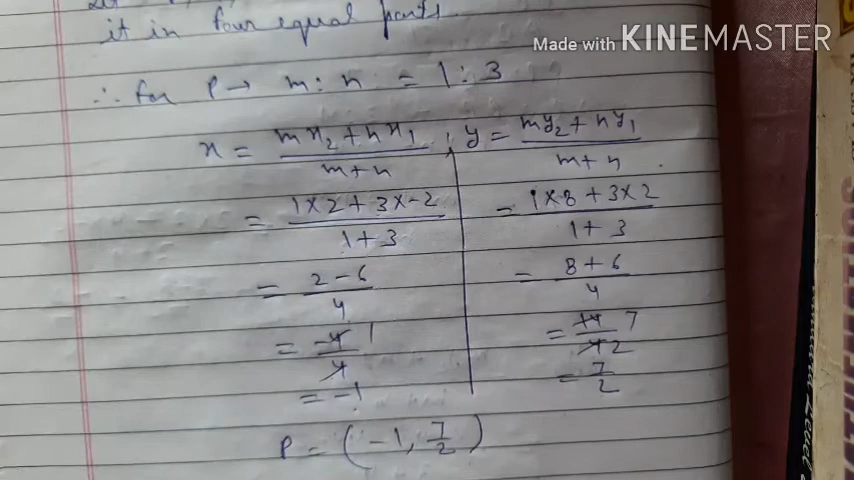 it in four equal parts
Made with KINEMASTER
∴ for P → m : n = 1 : 3
x = (mx₂ + nx₁)/(m+n) ; y = (my₂ + ny₁)/(m+n)
= (1×2 + 3×-2)/(1+3) = (1×8 + 3×2)/(1+3)
= (2-6)/4 = (8+6)/4
= -4/4 1 = 14/4 7/2
= -1 = 7/2
P = (-1, 7/2)